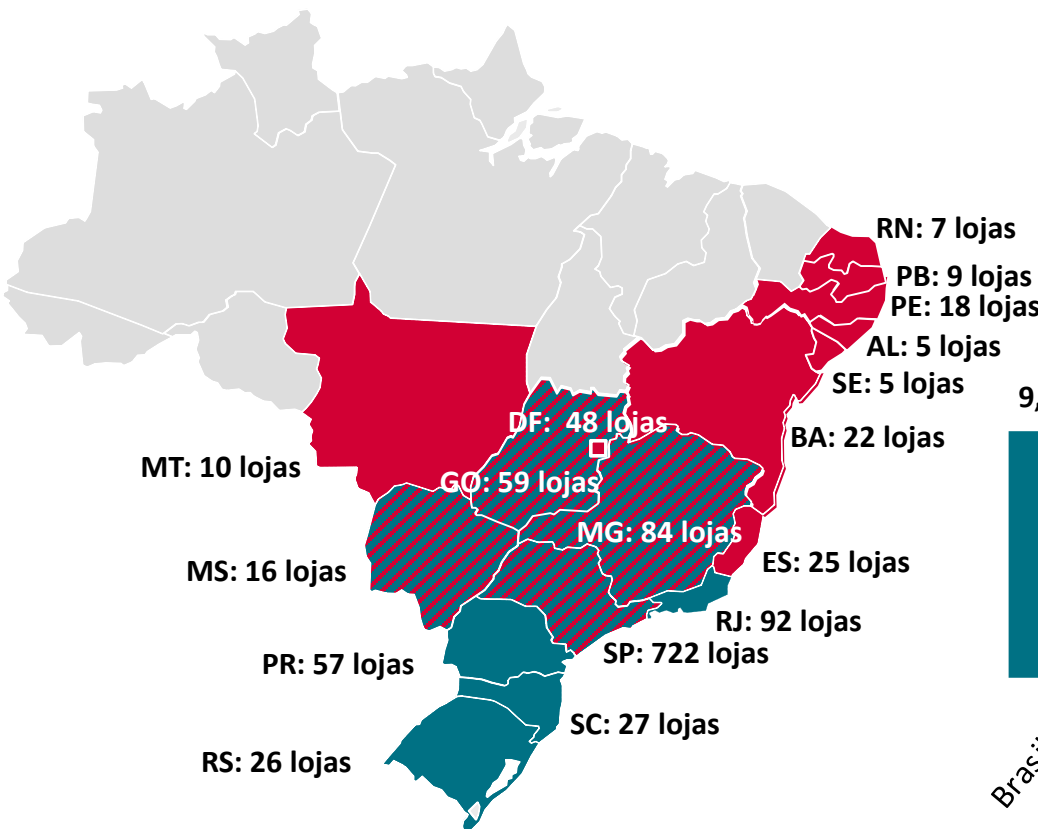 RN: 7 lojas
PB: 9 lojas
PE: 18 lojas
AL: 5 lojas
SE: 5 lojas
9,
DF: 48 lojas
BA: 22 lojas
MT: 10 lojas
GO: 59 lojas
MG: 84 lojas
ES: 25 lojas
MS: 16 lojas
RJ: 92 lojas
SP: 722 lojas
PR: 57 lojas
SC: 27 lojas
RS: 26 lojas
Brasil